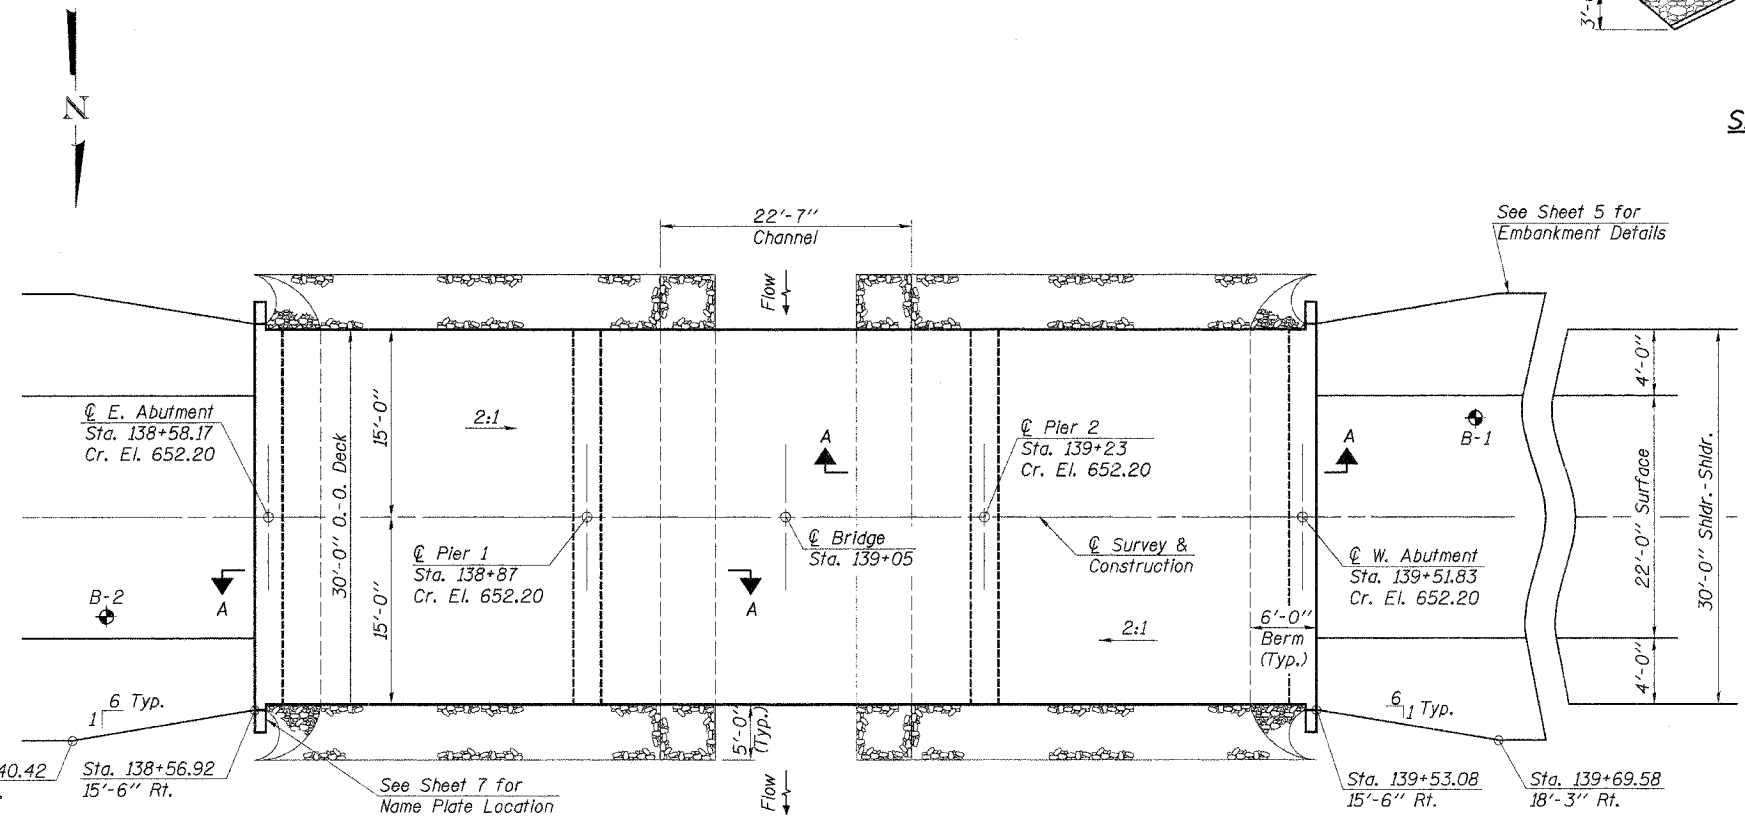 3'-
N
S
22'-7"
Channel
Flow
See Sheet 5 for
Embankment Details
℄ E. Abutment
Sta. 138+58.17
Cr. El. 652.20
30'-0" O.-O. Deck
15'-0"
15'-0"
2:1
A
℄ Pier 2
Sta. 139+23
Cr. El. 652.20
A
B-1
4'-0"
22'-0" Surface
4'-0"
30'-0" Shldr.-Shldr.
℄ Pier 1
Sta. 138+87
Cr. El. 652.20
℄ Bridge
Sta. 139+05
℄ Survey &
Construction
℄ W. Abutment
Sta. 139+51.83
Cr. El. 652.20
B-2
A
A
2:1
6'-0"
Berm
(Typ.)
6 Typ.
1
6
1 Typ.
5'-0"
(Typ.)
40.42
Sta. 138+56.92
15'-6" Rt.
See Sheet 7 for
Name Plate Location
Flow
Sta. 139+53.08
15'-6" Rt.
Sta. 139+69.58
18'-3" Rt.